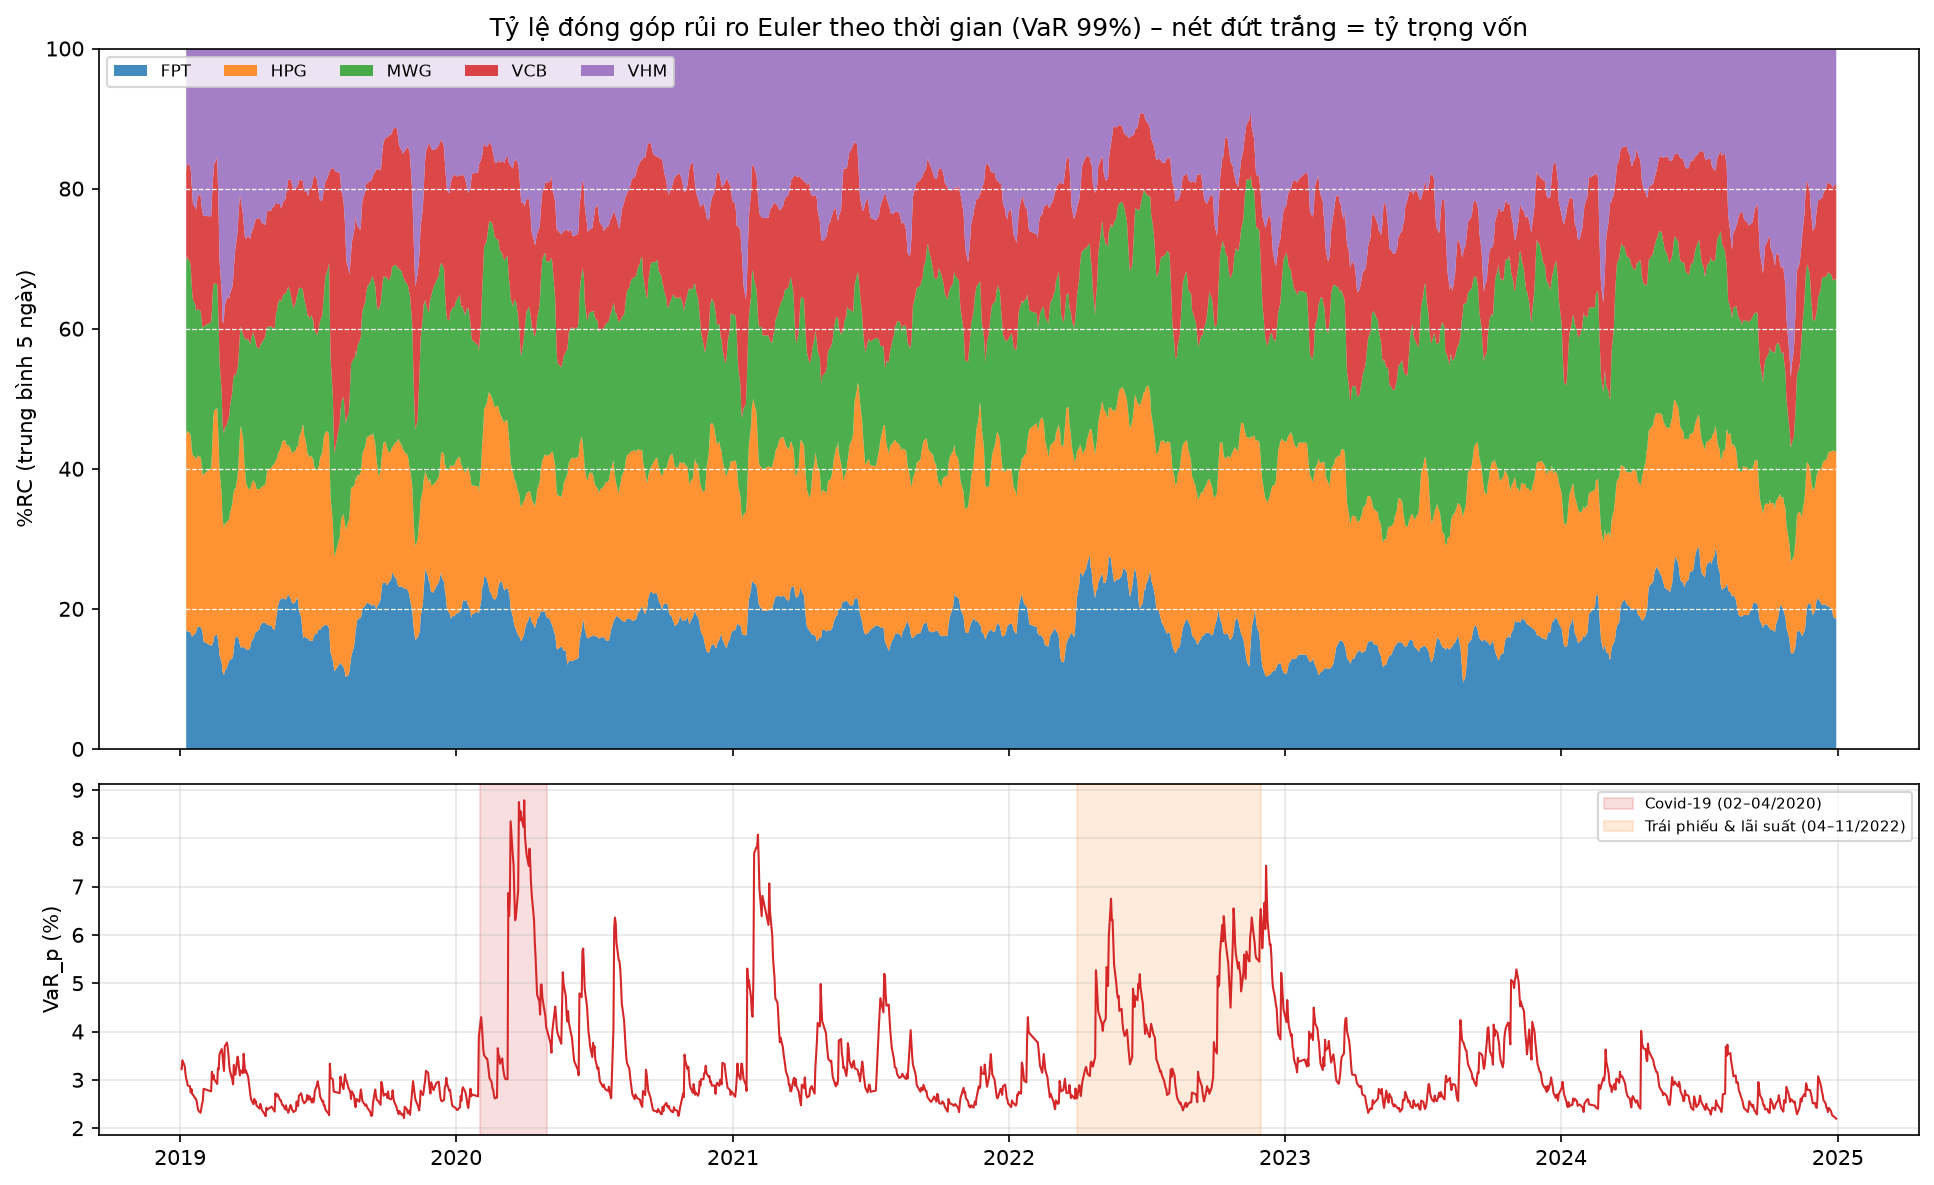 Tỷ lệ đóng góp rủi ro Euler theo thời gian (VaR 99%) – nét đứt trắng = tỷ trọng vốn
100
80
60
40
20
0
%RC (trung bình 5 ngày)
FPT HPG MWG VCB VHM
9
8
7
6
5
4
3
2
VaR_p (%)
Covid-19 (02–04/2020)
Trái phiếu & lãi suất (04–11/2022)
2019 2020 2021 2022 2023 2024 2025